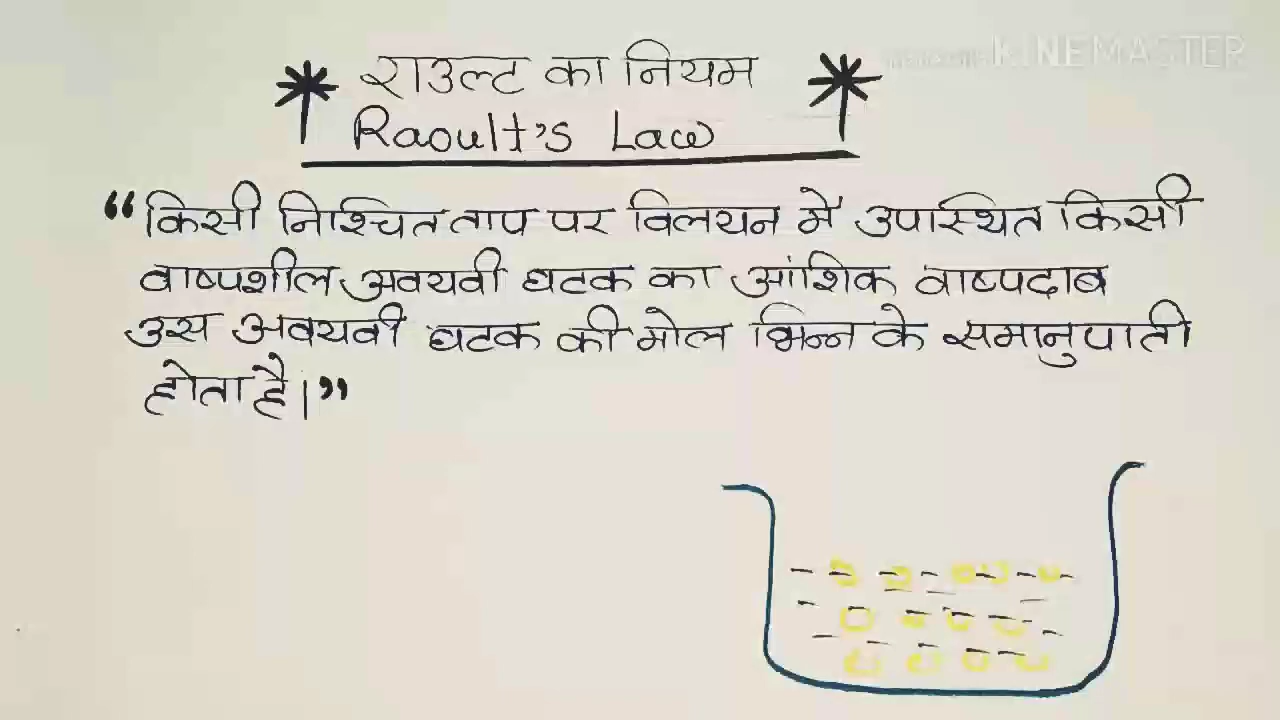 राउल्ट का नियम
Raoult's Law
“किसी निश्चित ताप पर विलयन में उपस्थित किसी
वाष्पशील अवयवी घटक का आंशिक वाष्पदाब
उस अवयवी घटक की मोल भिन्न के समानुपाती
होता है।”
KINEMASTER